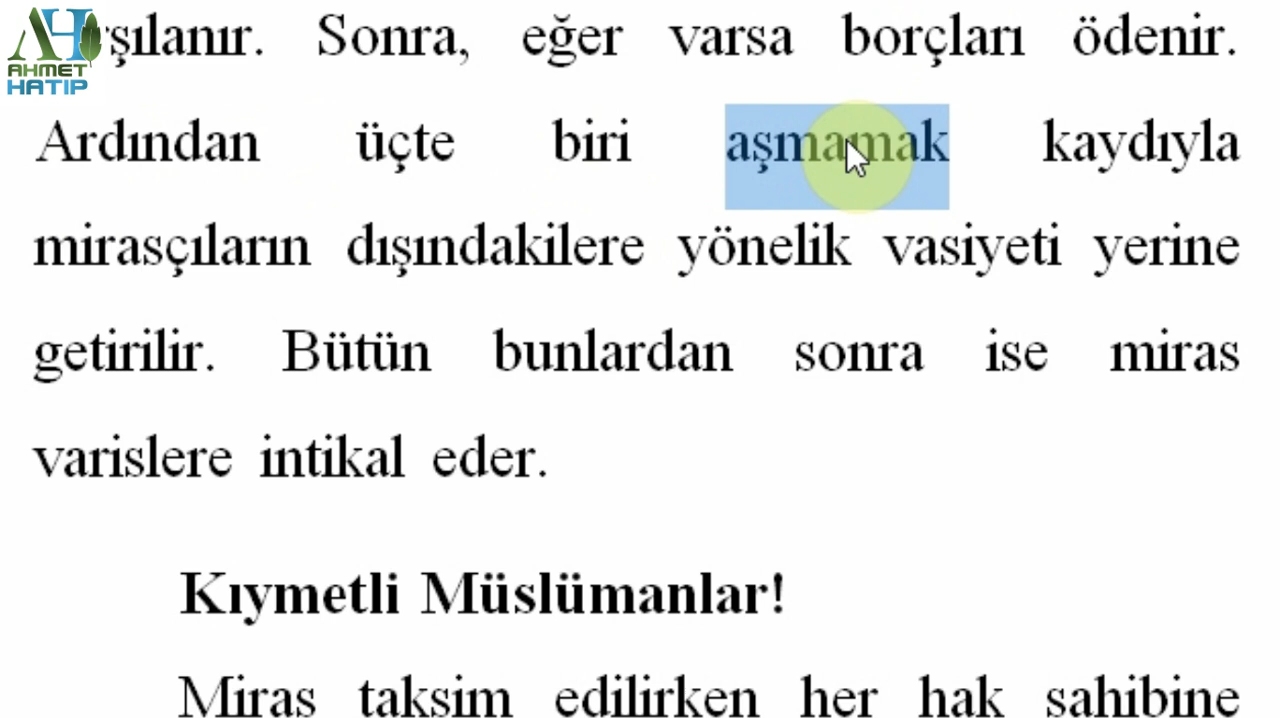 AHMET
HATIP
rşılanır. Sonra, eğer varsa borçları ödenir.
Ardından üçte biri aşmamak kaydıyla
mirasçıların dışındakilere yönelik vasiyeti yerine
getirilir. Bütün bunlardan sonra ise miras
varislere intikal eder.
Kıymetli Müslümanlar!
Miras taksim edilirken her hak sahibine